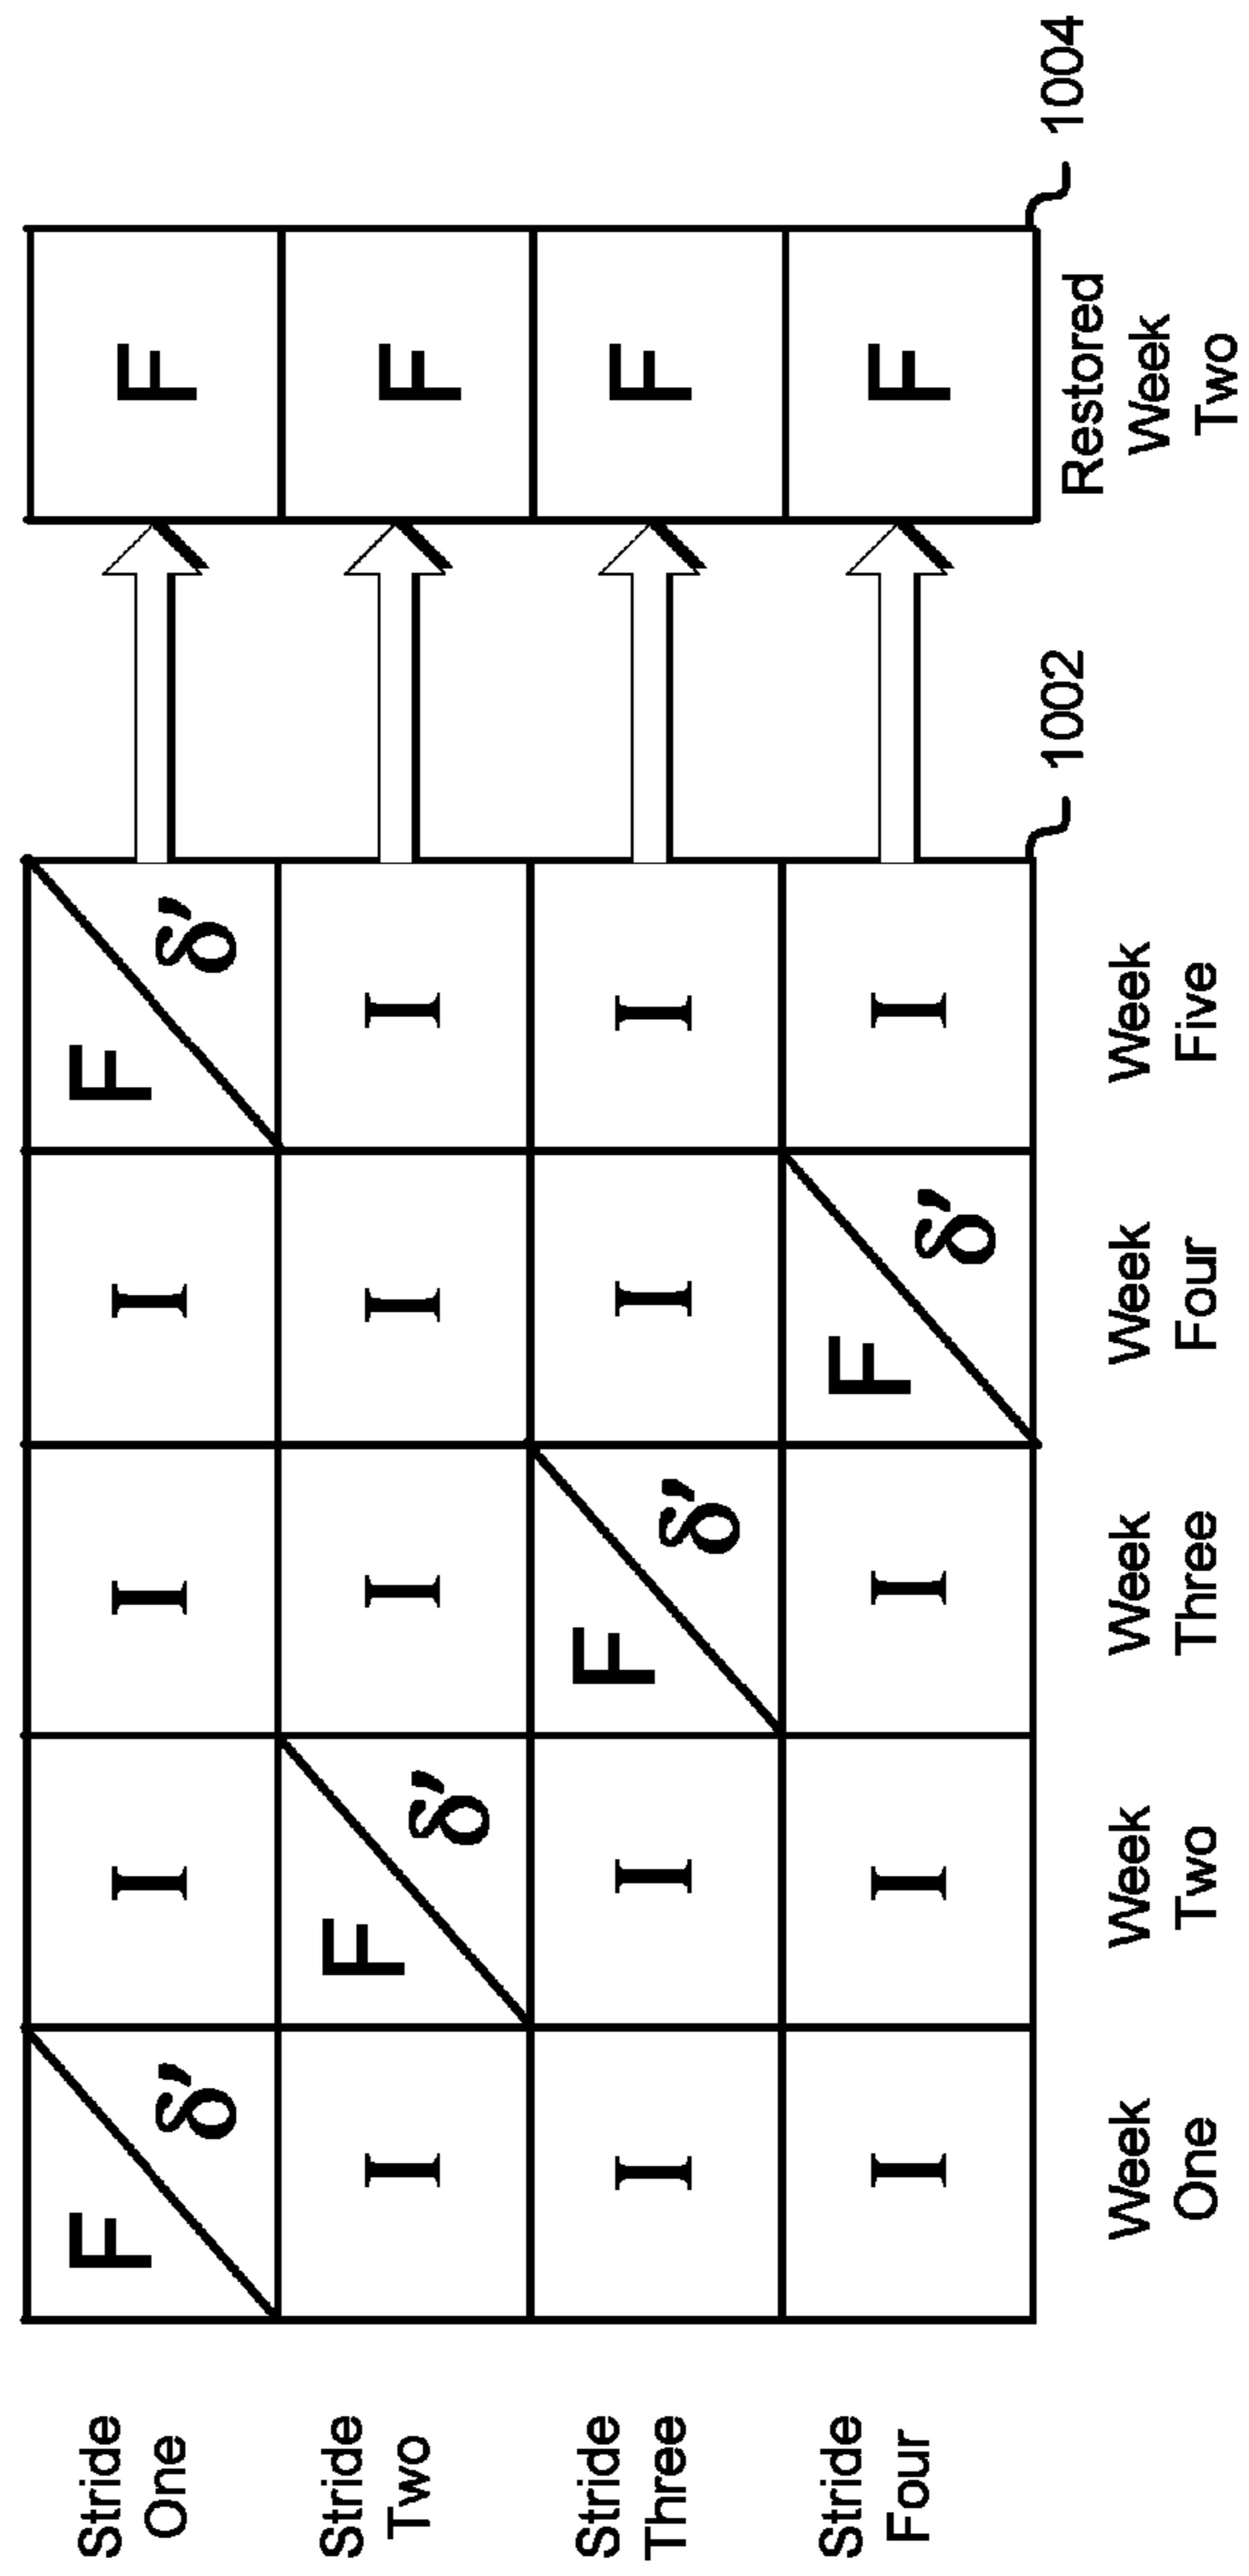 Stride
One
F
δ'
I
I
I
F
δ'
F
Stride
Two
I
F
δ'
I
I
I
F
Stride
Three
I
I
F
δ'
I
I
F
Stride
Four
I
I
I
F
δ'
I
F
1002
1004
Week
One
Week
Two
Week
Three
Week
Four
Week
Five
Restored
Week
Two